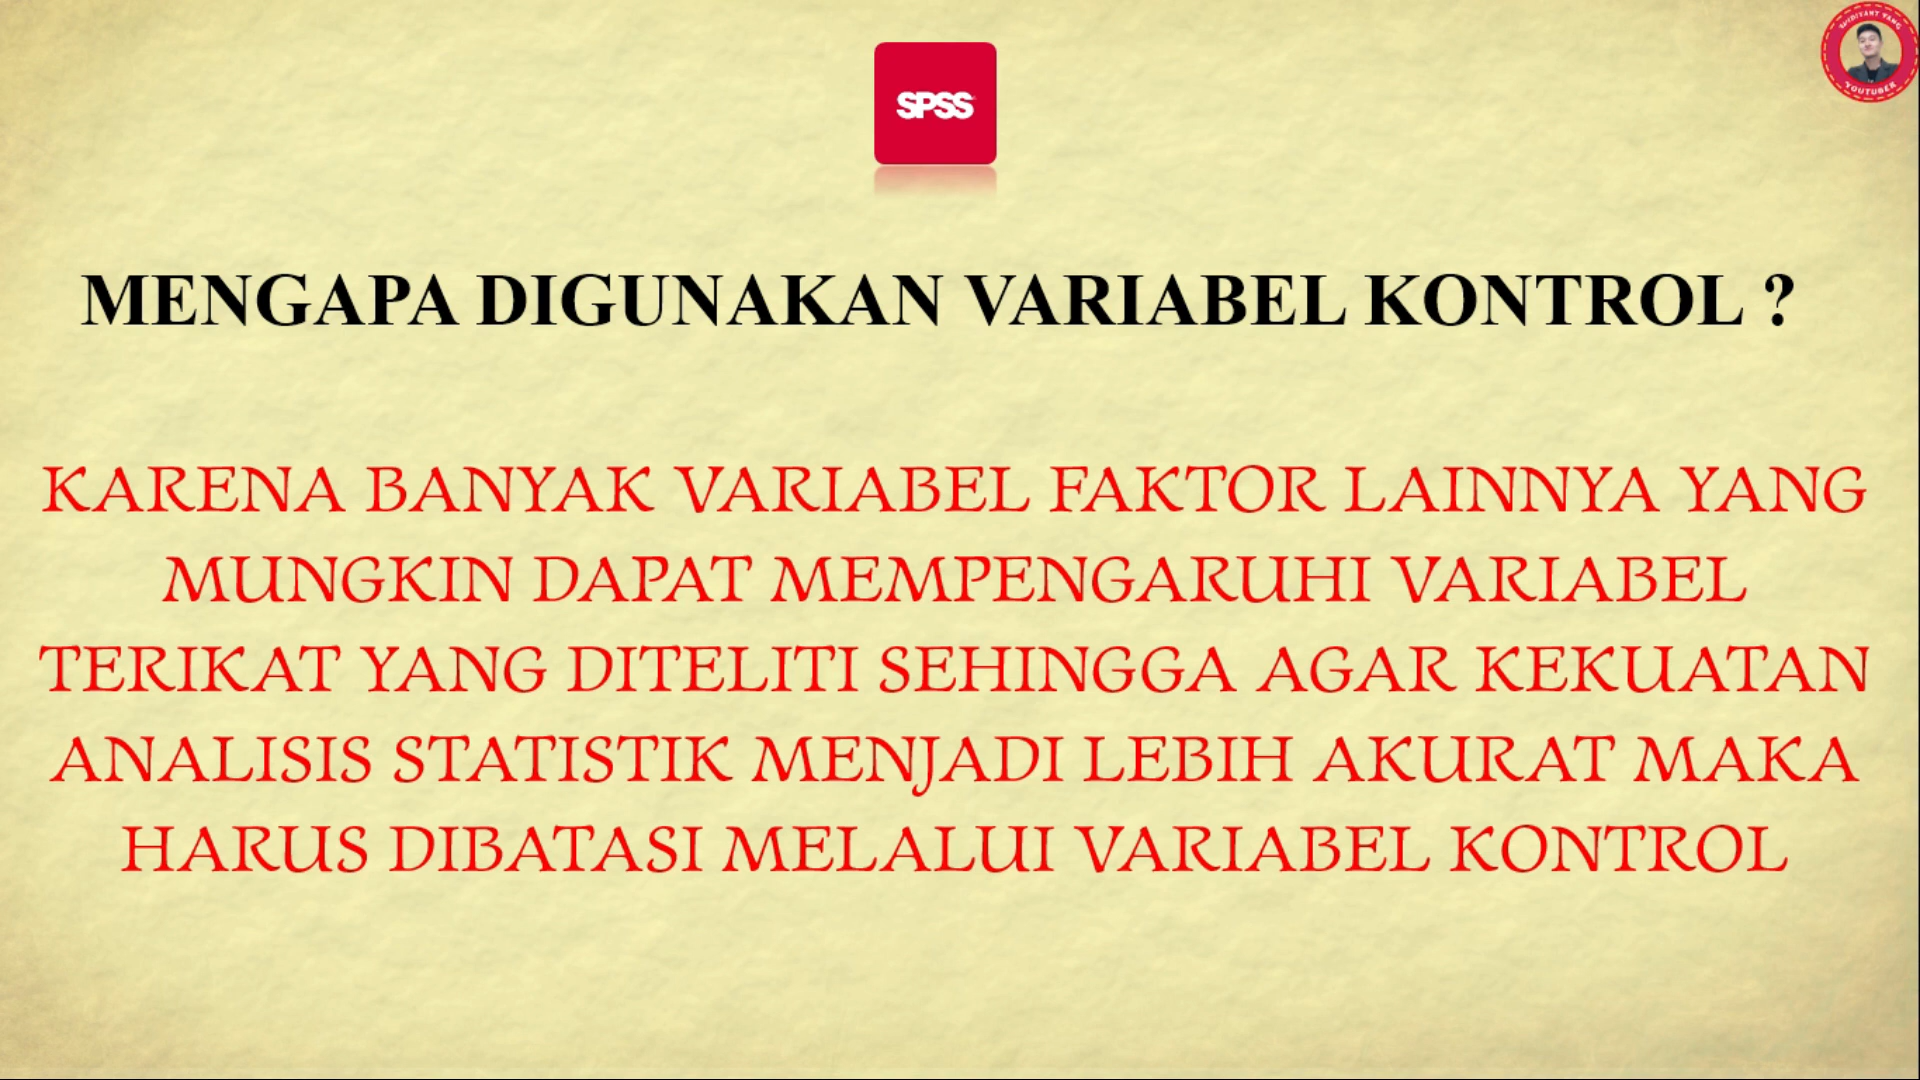 SPSS
MENGAPA DIGUNAKAN VARIABEL KONTROL ?
KARENA BANYAK VARIABEL FAKTOR LAINNYA YANG
MUNGKIN DAPAT MEMPENGARUHI VARIABEL
TERIKAT YANG DITELITI SEHINGGA AGAR KEKUATAN
ANALISIS STATISTIK MENJADI LEBIH AKURAT MAKA
HARUS DIBATASI MELALUI VARIABEL KONTROL
YOUTUBER